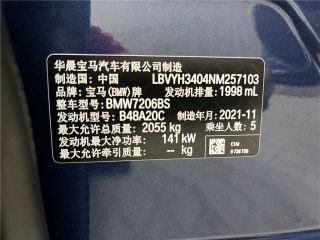 华晨宝马汽车有限公司制造
制造国：中国 LBVYH3404NM257103
品牌：宝马(BMW)牌 发动机排量：1998 mL
整车型号：BMW7206BS
发动机型号：B48A20C 制造年月：2021-11
最大允许总质量：2055 kg 乘坐人数：5
发动机最大净功率：141 kW
最大允许牵引质量：-- kg
C1M